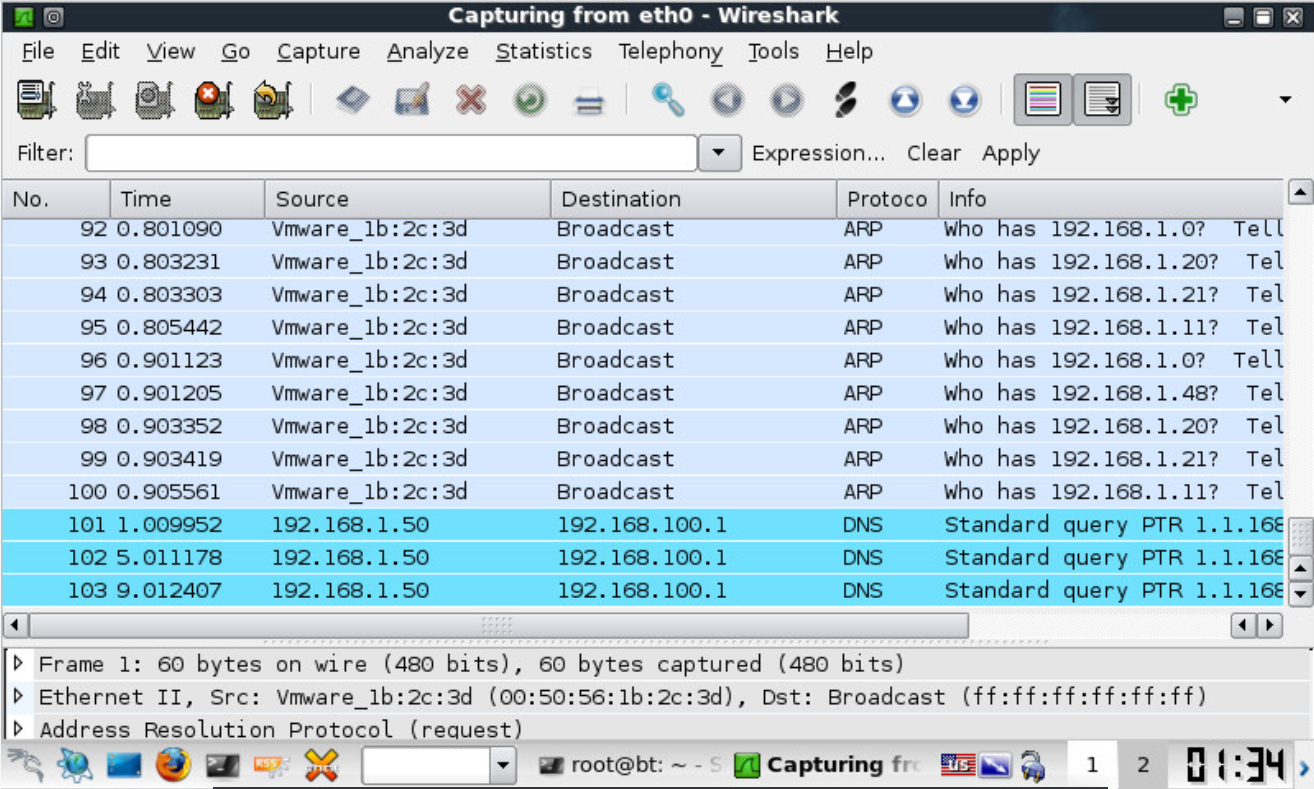 Capturing from eth0 - Wireshark
File Edit View Go Capture Analyze Statistics Telephony Tools Help
Filter: Expression... Clear Apply
No. Time Source Destination Protoco Info
92 0.801090 Vmware_1b:2c:3d Broadcast ARP Who has 192.168.1.0? Tell
93 0.803231 Vmware_1b:2c:3d Broadcast ARP Who has 192.168.1.20? Tel
94 0.803303 Vmware_1b:2c:3d Broadcast ARP Who has 192.168.1.21? Tel
95 0.805442 Vmware_1b:2c:3d Broadcast ARP Who has 192.168.1.11? Tel
96 0.901123 Vmware_1b:2c:3d Broadcast ARP Who has 192.168.1.0? Tell
97 0.901205 Vmware_1b:2c:3d Broadcast ARP Who has 192.168.1.48? Tel
98 0.903352 Vmware_1b:2c:3d Broadcast ARP Who has 192.168.1.20? Tel
99 0.903419 Vmware_1b:2c:3d Broadcast ARP Who has 192.168.1.21? Tel
100 0.905561 Vmware_1b:2c:3d Broadcast ARP Who has 192.168.1.11? Tel
101 1.009952 192.168.1.50 192.168.100.1 DNS Standard query PTR 1.1.168
102 5.011178 192.168.1.50 192.168.100.1 DNS Standard query PTR 1.1.168
103 9.012407 192.168.1.50 192.168.100.1 DNS Standard query PTR 1.1.168
Frame 1: 60 bytes on wire (480 bits), 60 bytes captured (480 bits)
Ethernet II, Src: Vmware_1b:2c:3d (00:50:56:1b:2c:3d), Dst: Broadcast (ff:ff:ff:ff:ff:ff)
Address Resolution Protocol (request)
root@bt: ~ - S Capturing fro US 1 2 01:34